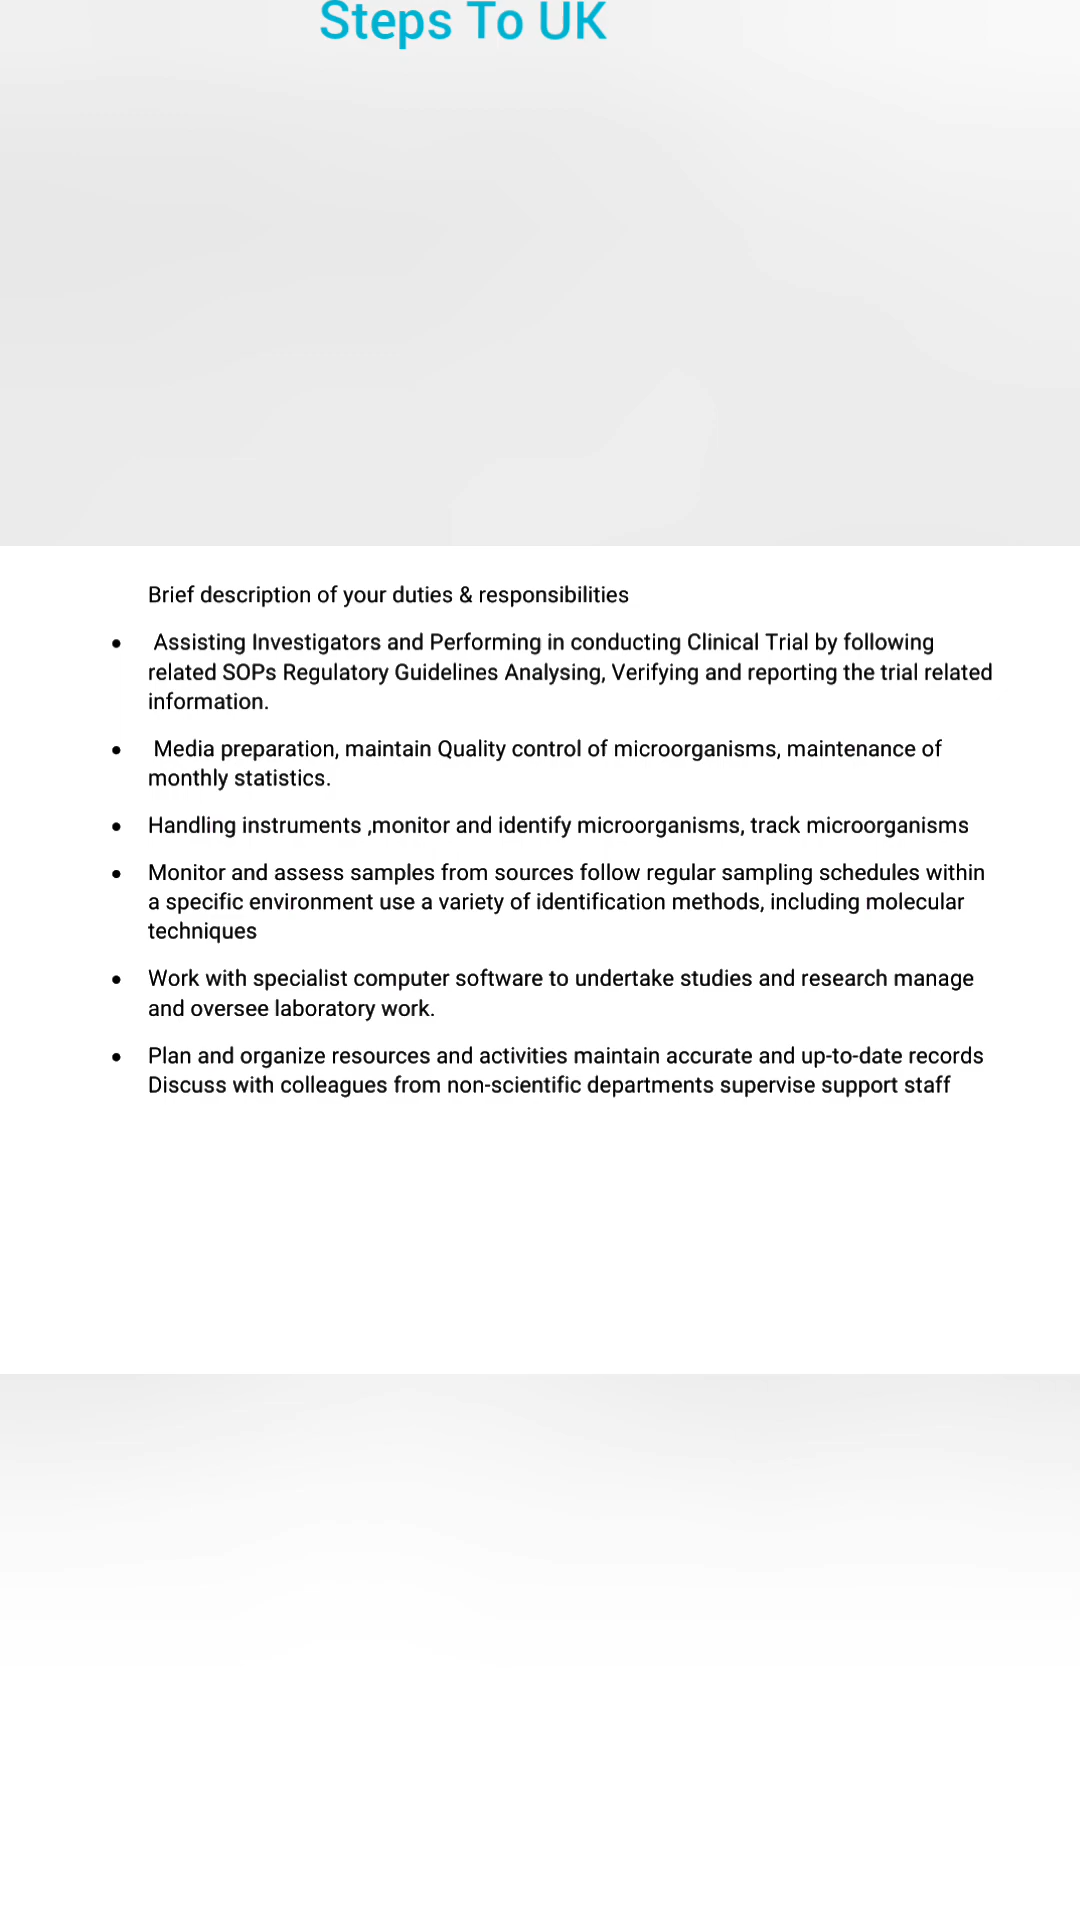 Steps To UK
Brief description of your duties & responsibilities
• Assisting Investigators and Performing in conducting Clinical Trial by following
related SOPs Regulatory Guidelines Analysing, Verifying and reporting the trial related
information.
• Media preparation, maintain Quality control of microorganisms, maintenance of
monthly statistics.
• Handling instruments ,monitor and identify microorganisms, track microorganisms
• Monitor and assess samples from sources follow regular sampling schedules within
a specific environment use a variety of identification methods, including molecular
techniques
• Work with specialist computer software to undertake studies and research manage
and oversee laboratory work.
• Plan and organize resources and activities maintain accurate and up-to-date records
Discuss with colleagues from non-scientific departments supervise support staff